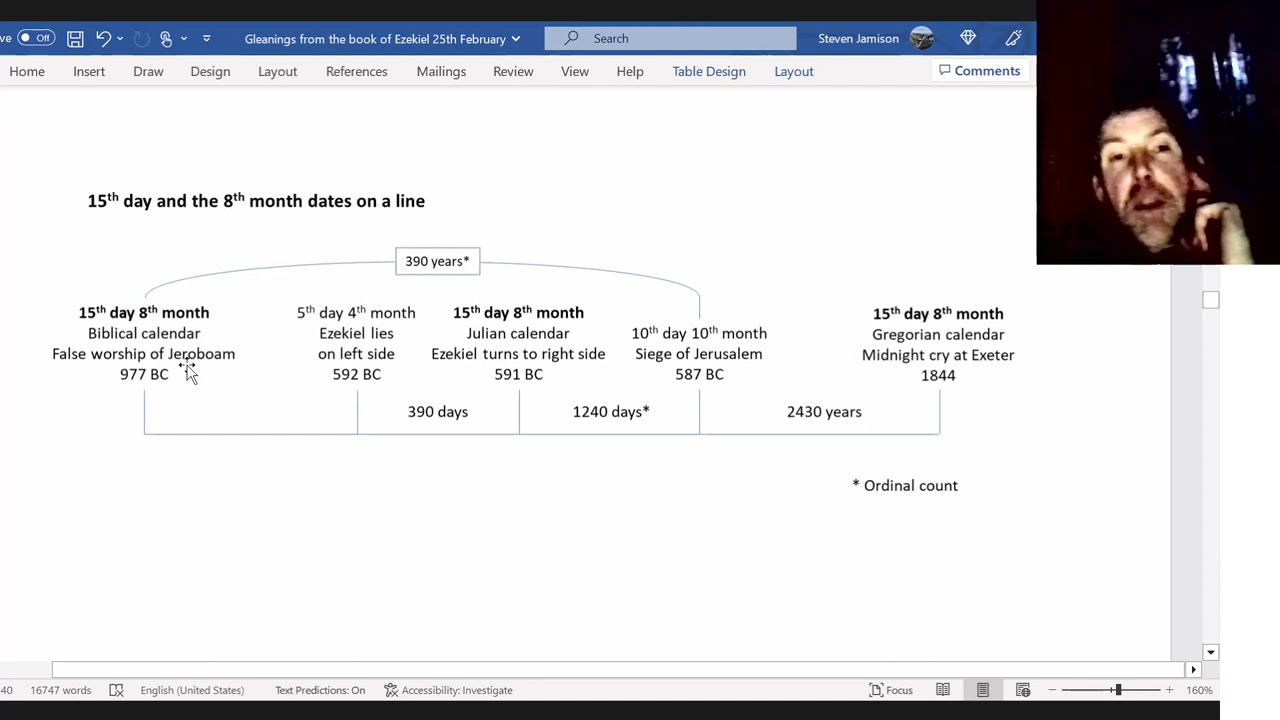 ve Off Gleanings from the book of Ezekiel 25th February Search Steven Jamison
Home Insert Draw Design Layout References Mailings Review View Help Table Design Layout Comments
15th day and the 8th month dates on a line
390 years*
15th day 8th month
Biblical calendar
False worship of Jeroboam
977 BC
5th day 4th month
Ezekiel lies
on left side
592 BC
15th day 8th month
Julian calendar
Ezekiel turns to right side
591 BC
10th day 10th month
Siege of Jerusalem
587 BC
15th day 8th month
Gregorian calendar
Midnight cry at Exeter
1844
390 days 1240 days* 2430 years
* Ordinal count
40 16747 words English (United States) Text Predictions: On Accessibility: Investigate Focus 160%